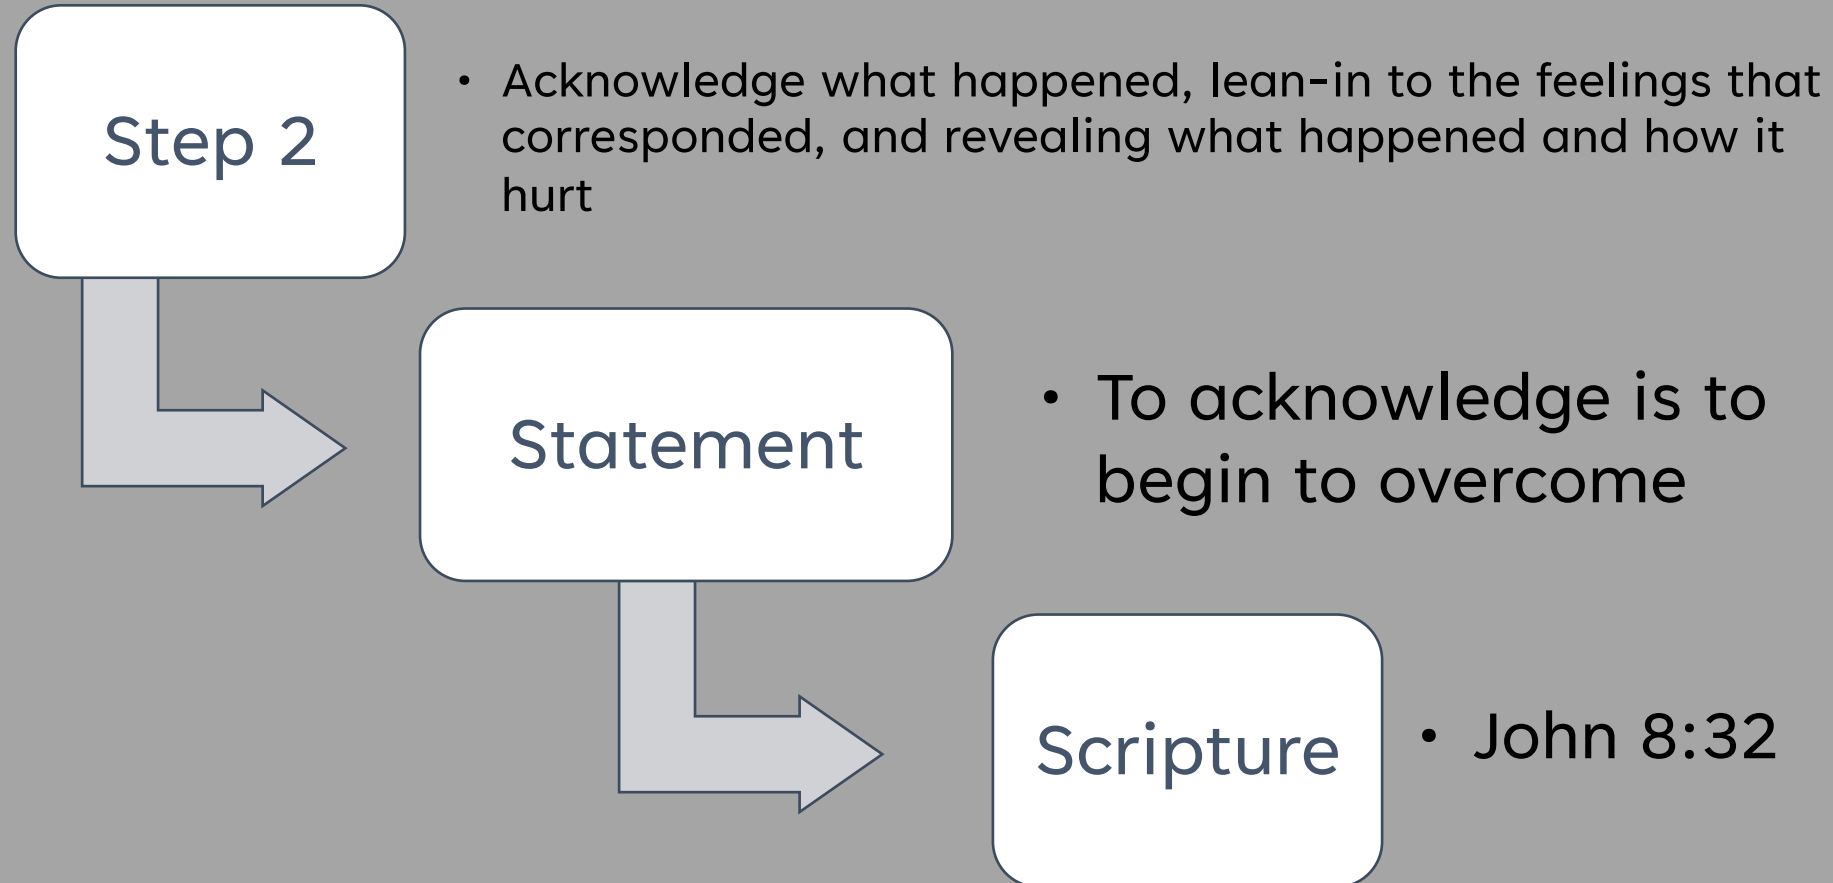 Step 2
• Acknowledge what happened, lean-in to the feelings that
corresponded, and revealing what happened and how it
hurt
Statement
• To acknowledge is to
begin to overcome
Scripture
• John 8:32